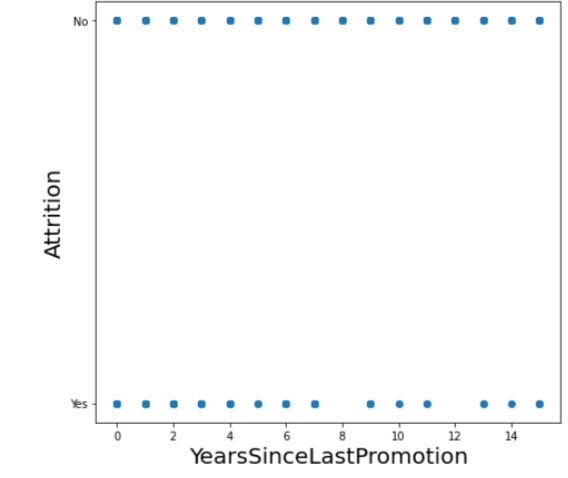 No
Attrition
Yes
0 2 4 6 8 10 12 14
YearsSinceLastPromotion